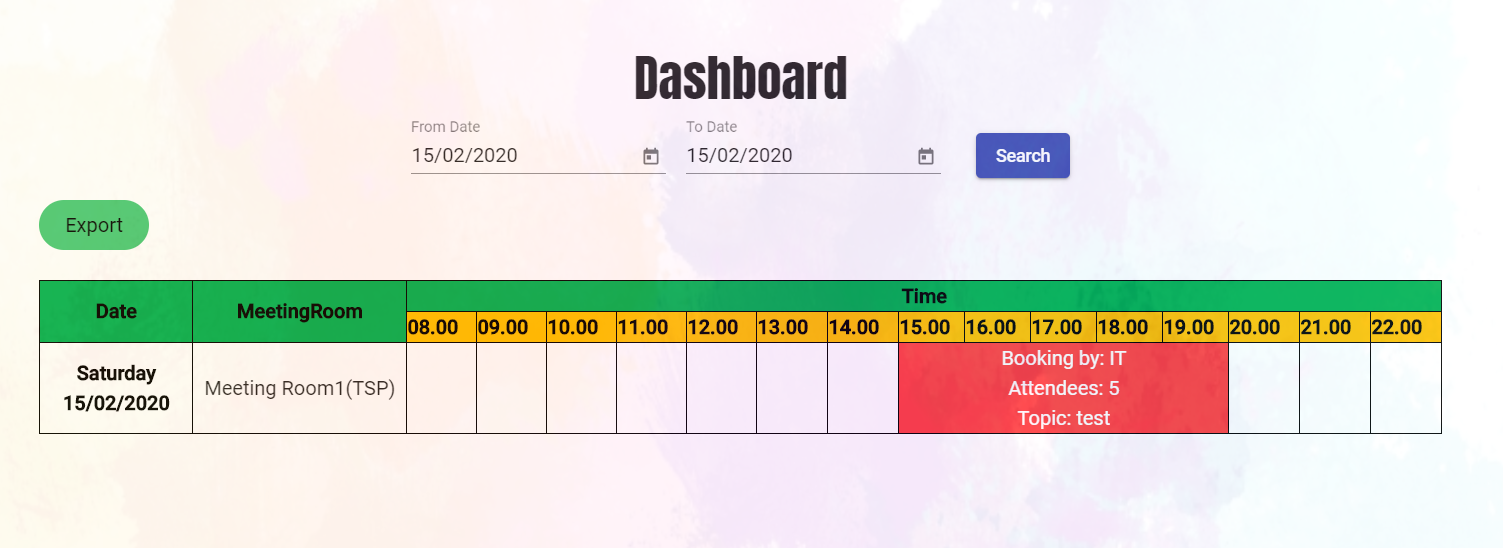 Dashboard
From Date
15/02/2020
To Date
15/02/2020
Search
Export
Date
MeetingRoom
Time
08.00 09.00 10.00 11.00 12.00 13.00 14.00 15.00 16.00 17.00 18.00 19.00 20.00 21.00 22.00
Saturday
15/02/2020
Meeting Room1(TSP)
Booking by: IT
Attendees: 5
Topic: test